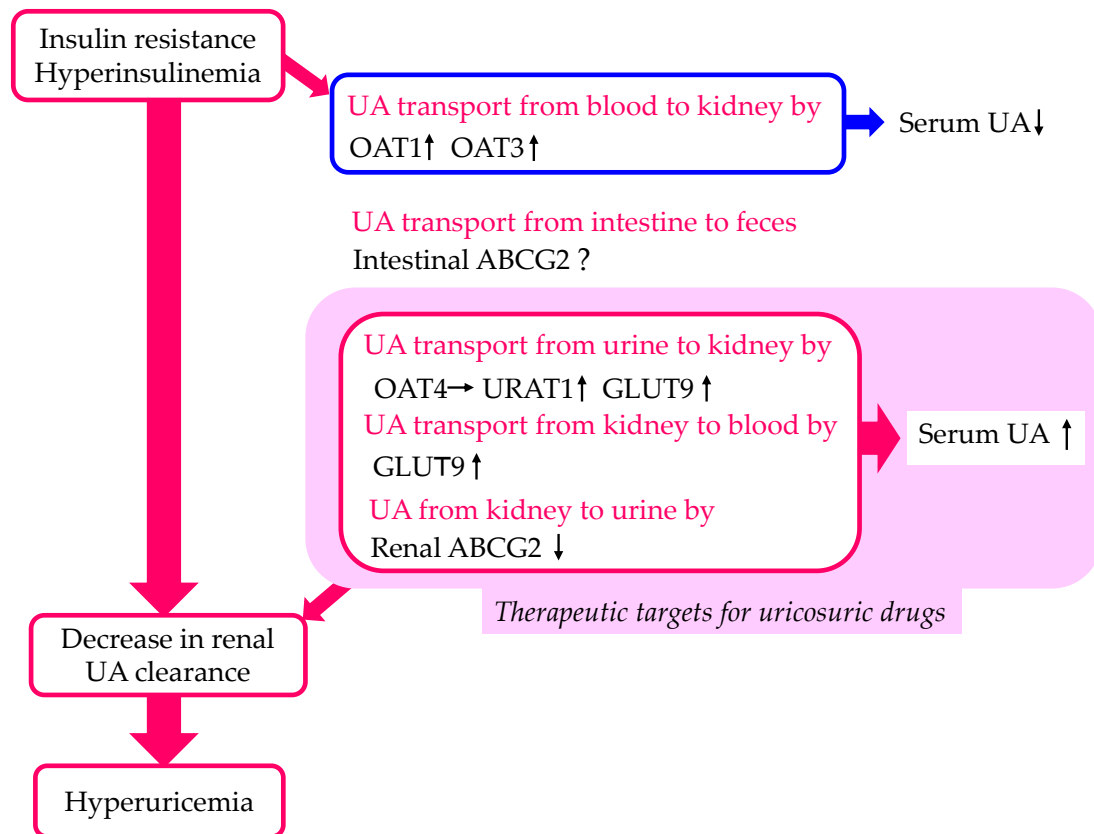 Insulin resistance
Hyperinsulinemia
UA transport from blood to kidney by
OAT1↑ OAT3↑
Serum UA↓
UA transport from intestine to feces
Intestinal ABCG2 ?
UA transport from urine to kidney by
OAT4→ URAT1↑ GLUT9 ↑
UA transport from kidney to blood by
GLUT9 ↑
UA from kidney to urine by
Renal ABCG2 ↓
Serum UA ↑
Therapeutic targets for uricosuric drugs
Decrease in renal
UA clearance
Hyperuricemia